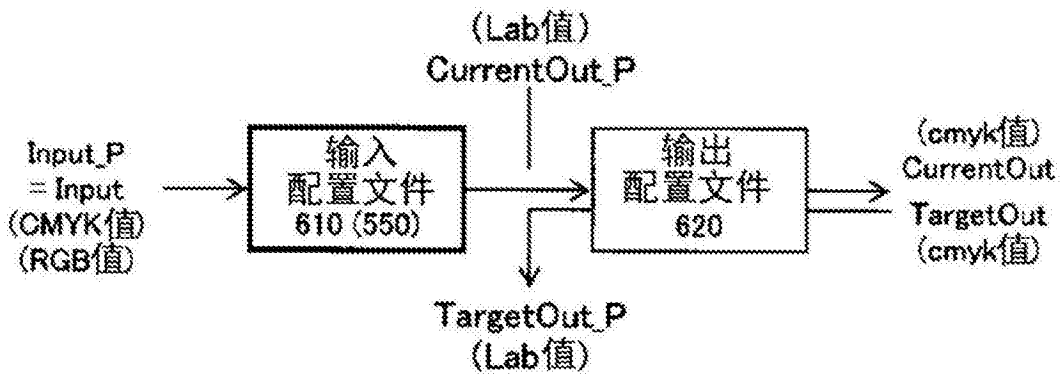 (Lab值)
CurrentOut_P
Input_P
= Input
(CMYK值)
(RGB值)
输入
配置文件
610 (550)
输出
配置文件
620
(cmyk值)
CurrentOut
TargetOut
(cmyk值)
TargetOut_P
(Lab值)